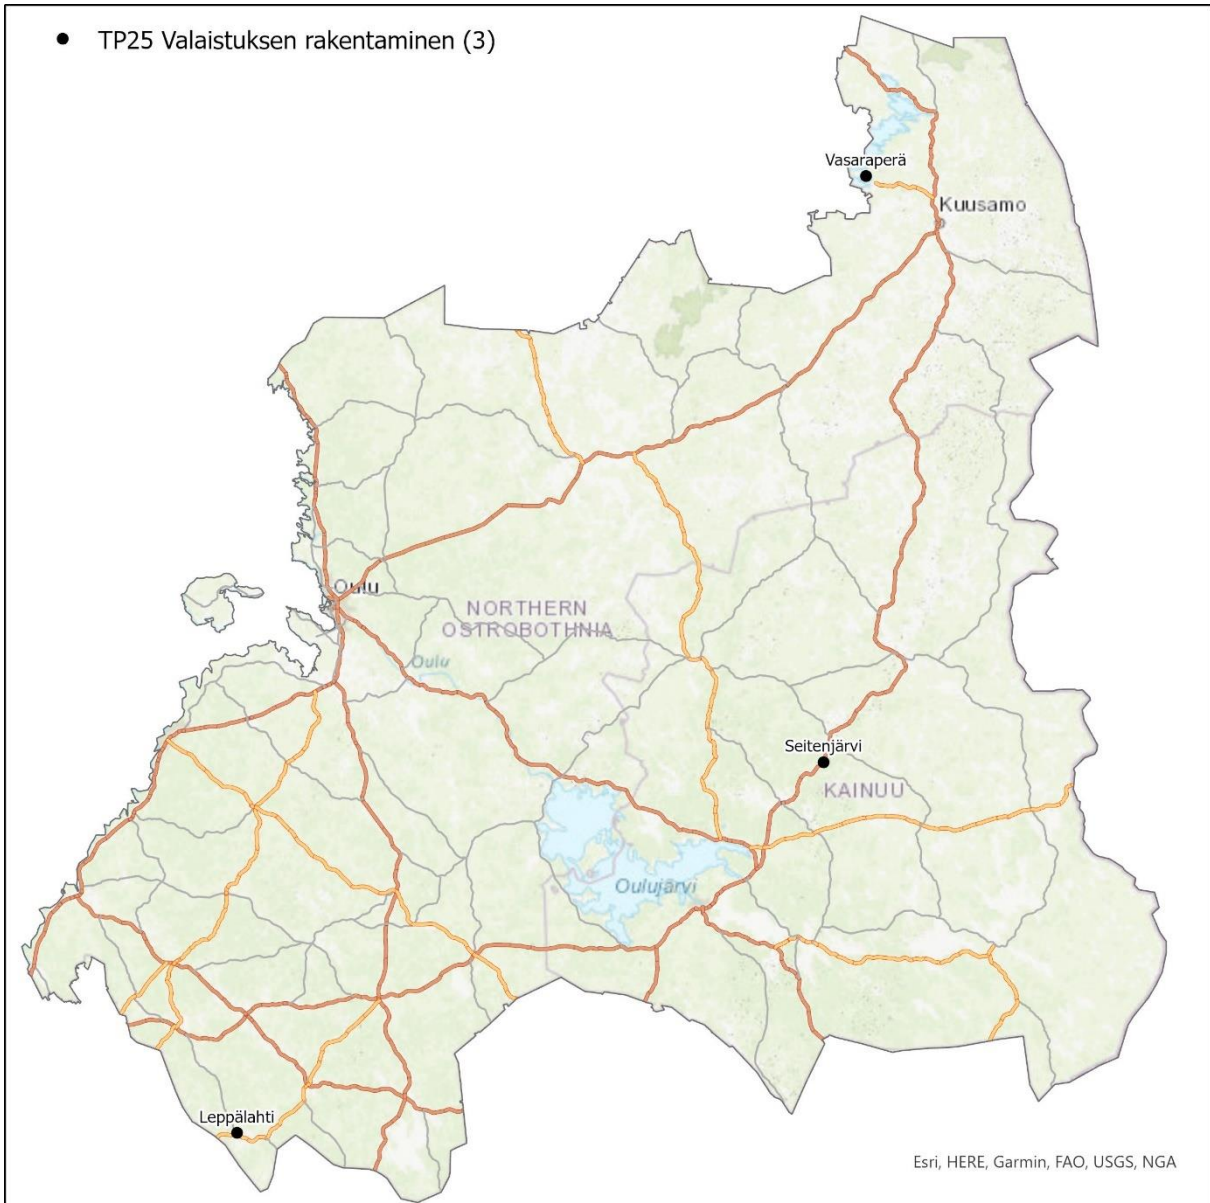 TP25 Valaistuksen rakentaminen (3)
Vasaraperä
Kuusamo
Oulu
NORTHERN
OSTROBOTHNIA
Oulu
Seitenjärvi
KAINUU
Oulujärvi
Leppälahti
Esri, HERE, Garmin, FAO, USGS, NGA